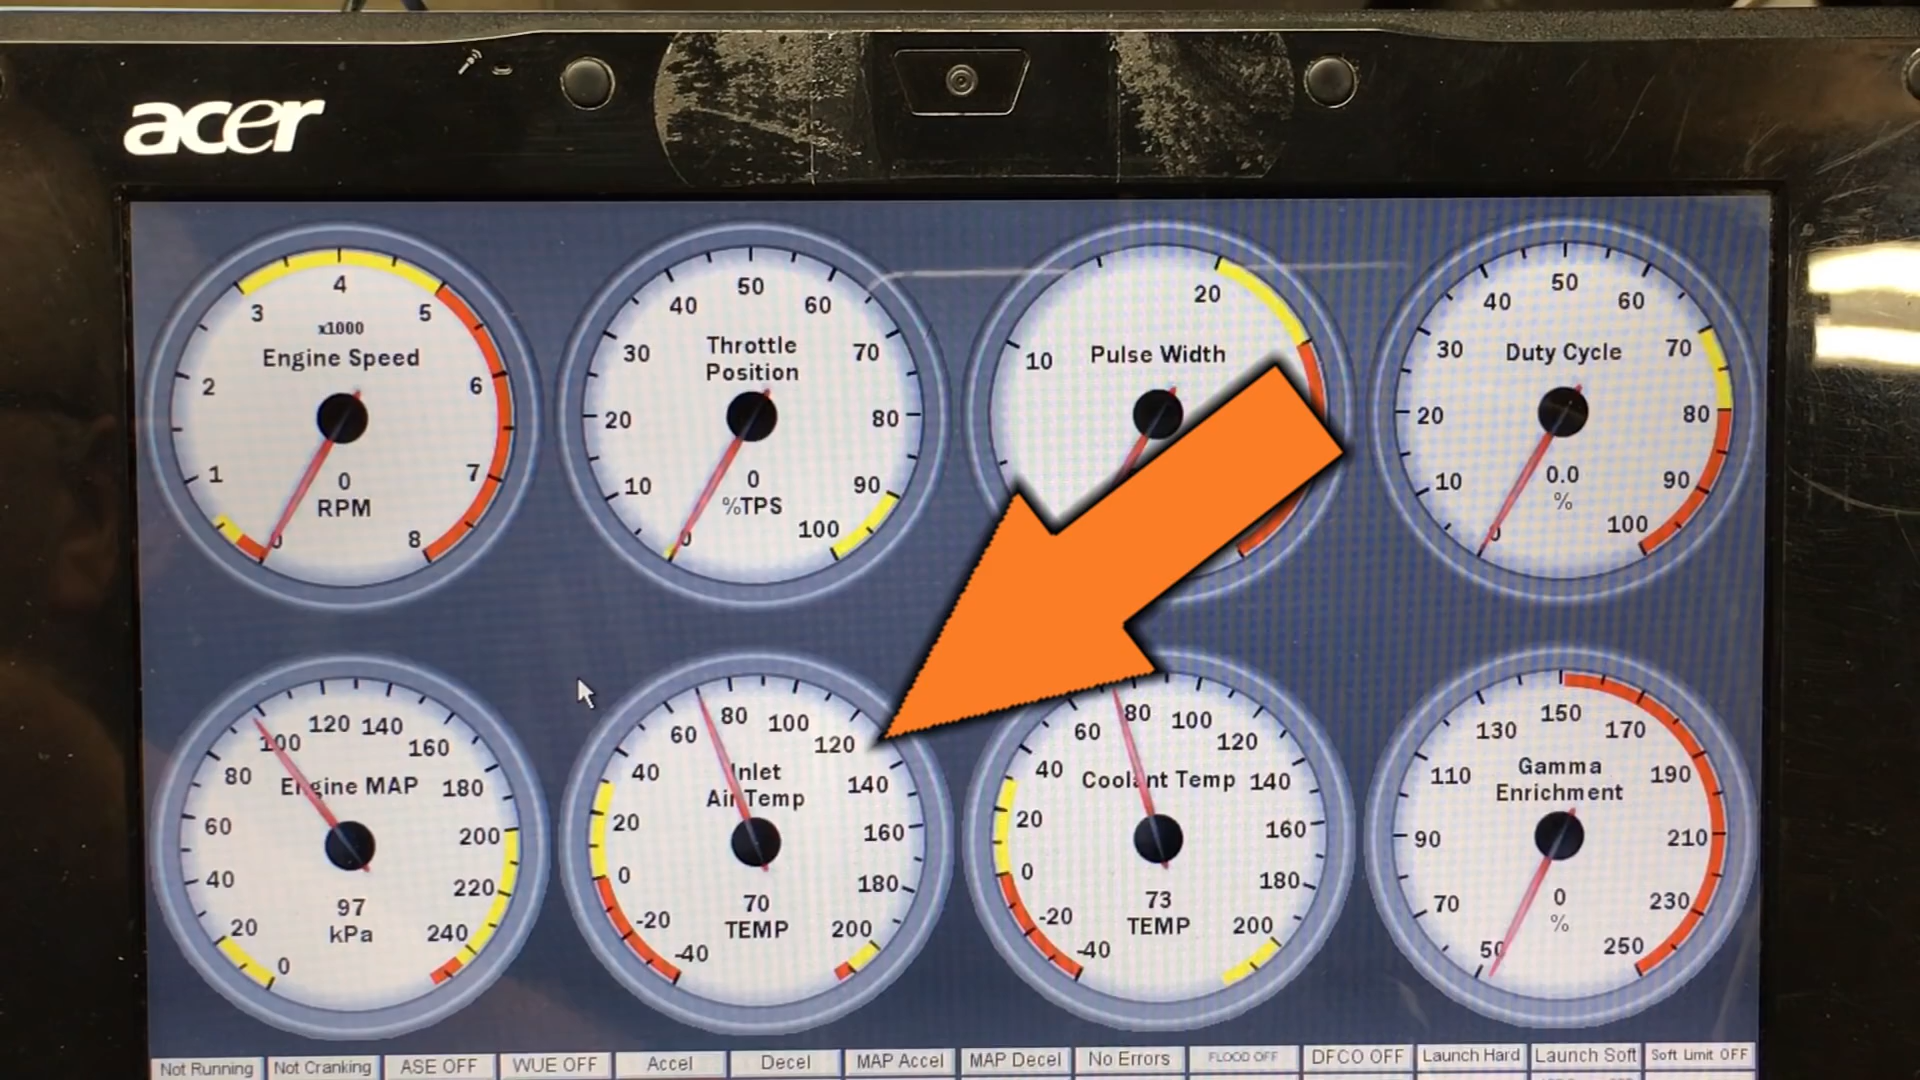 acer
4
3
5
x1000
Engine Speed
2
6
1
7
0
RPM
8
50
40
60
Throttle
Position
30
70
20
80
10
90
0
%TPS
100
0
20
10
Pulse Width
50
40
60
Duty Cycle
30
70
20
80
10
90
0.0
%
100
0
120
140
100
160
80
Engine MAP
180
60
200
40
220
97
kPa
20
240
0
80
100
60
120
40
Inlet
Air Temp
140
20
160
0
180
-20
70
TEMP
200
-40
80
100
60
120
40
Coolant Temp
140
20
160
0
180
-20
73
TEMP
200
-40
150
130
170
110
Gamma
Enrichment
190
90
210
70
230
0
%
50
250
Not Running
Not Cranking
ASE OFF
WUE OFF
Accel
Decel
MAP Accel
MAP Decel
No Errors
FLOOD OFF
DFCO OFF
Launch Hard
Launch Soft
Soft Limit OFF